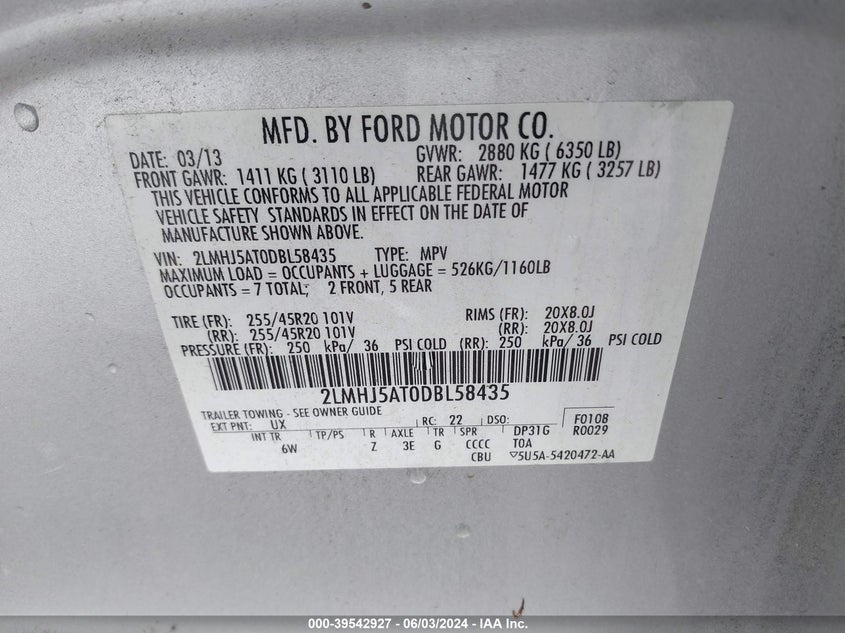 MFD. BY FORD MOTOR CO.
DATE: 03/13 GVWR: 2880 KG ( 6350 LB)
FRONT GAWR: 1411 KG ( 3110 LB) REAR GAWR: 1477 KG ( 3257 LB)
THIS VEHICLE CONFORMS TO ALL APPLICABLE FEDERAL MOTOR
VEHICLE SAFETY STANDARDS IN EFFECT ON THE DATE OF
MANUFACTURE SHOWN ABOVE.
VIN: 2LMHJ5AT0DBL58435 TYPE: MPV
MAXIMUM LOAD = OCCUPANTS + LUGGAGE = 526KG/1160LB
OCCUPANTS = 7 TOTAL; 2 FRONT, 5 REAR
TIRE (FR): 255/45R20 101V RIMS (FR): 20X8.0J
(RR): 255/45R20 101V (RR): 20X8.0J
PRESSURE (FR): 250 kPa/ 36 PSI COLD (RR): 250 kPa/ 36 PSI COLD
2LMHJ5AT0DBL58435
TRAILER TOWING - SEE OWNER GUIDE
EXT PNT: UX RC: 22 DSO: F010B
INT TR TP/PS R AXLE TR SPR DP31G R0029
6W Z 3E G CCCC TOA
CBU ▽5U5A-5420472-AA
000-39542927 - 06/03/2024 - IAA Inc.